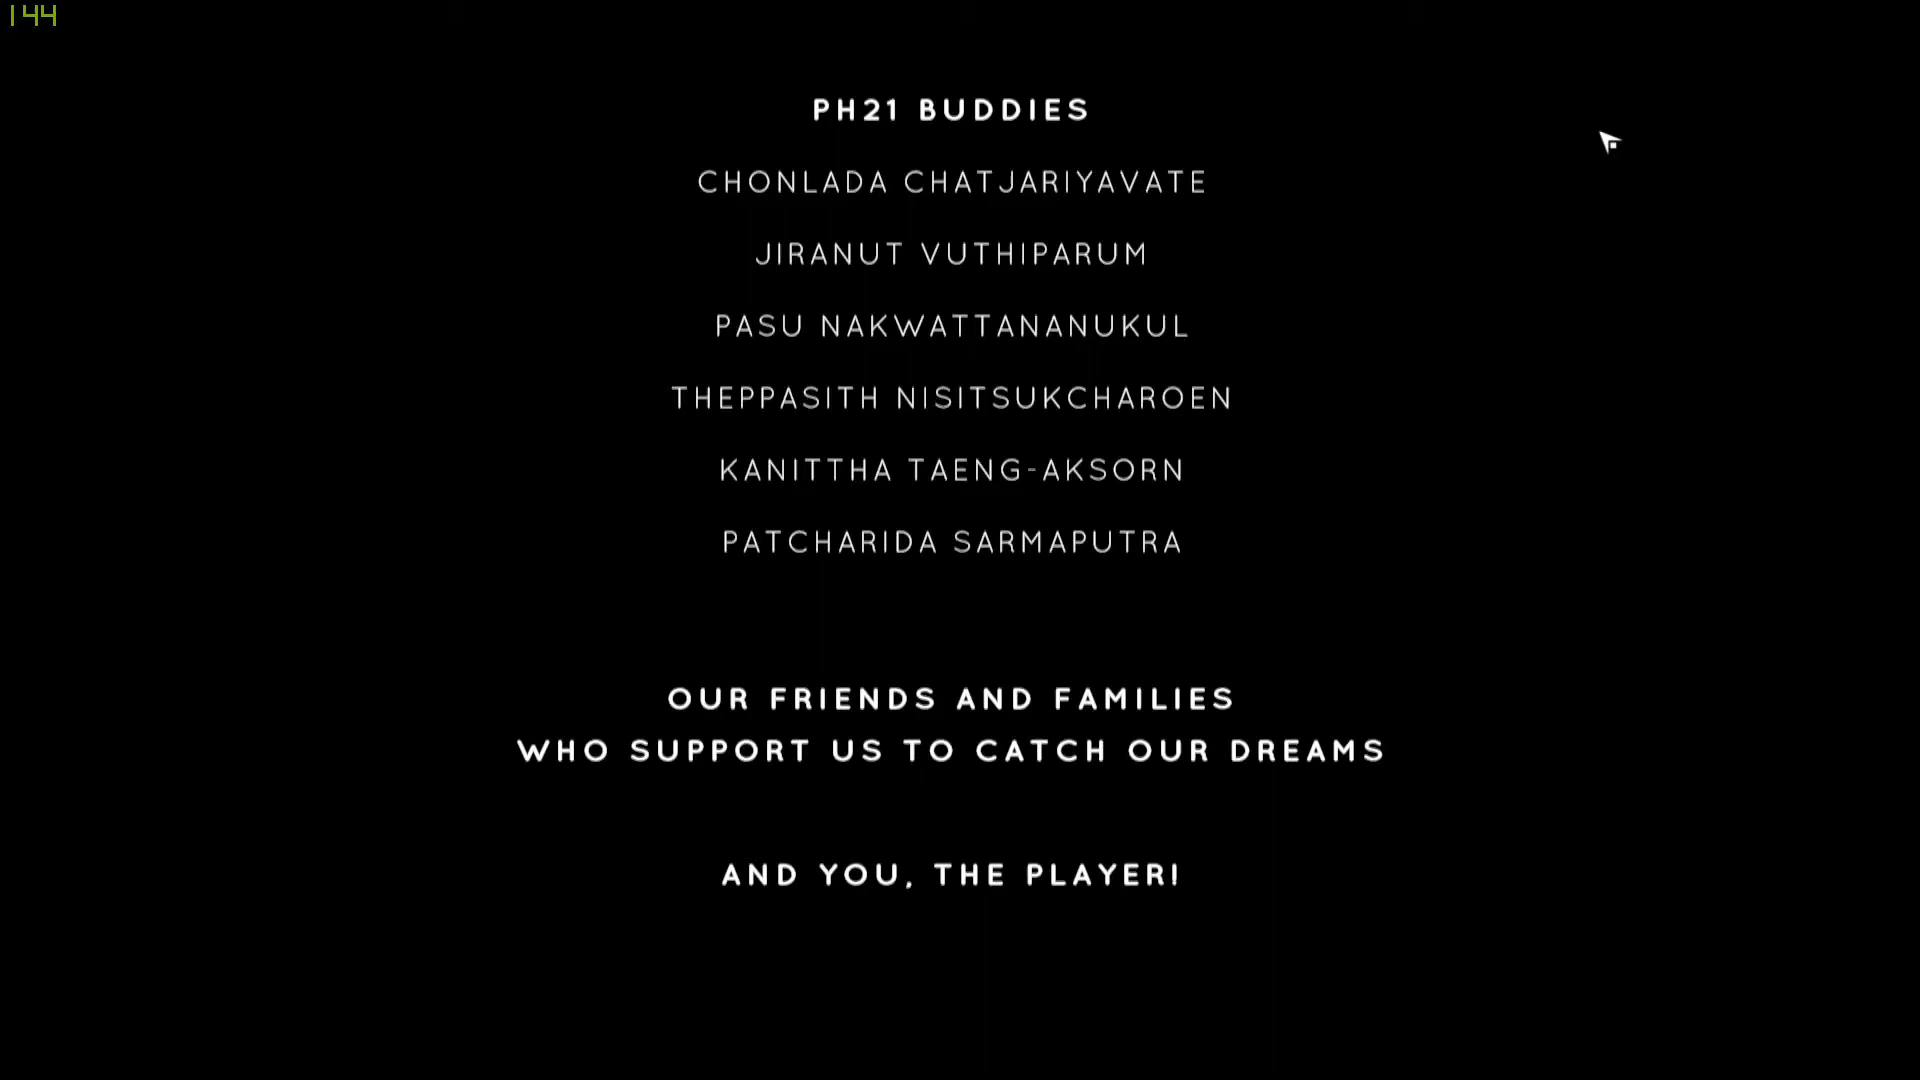 144
PH21 BUDDIES
CHONLADA CHATJARIYAVATE
JIRANUT VUTHIPARUM
PASU NAKWATTANANUKUL
THEPPASITH NISITSUKCHAROEN
KANITTHA TAENG-AKSORN
PATCHARIDA SARMAPUTRA
OUR FRIENDS AND FAMILIES
WHO SUPPORT US TO CATCH OUR DREAMS
AND YOU, THE PLAYER!